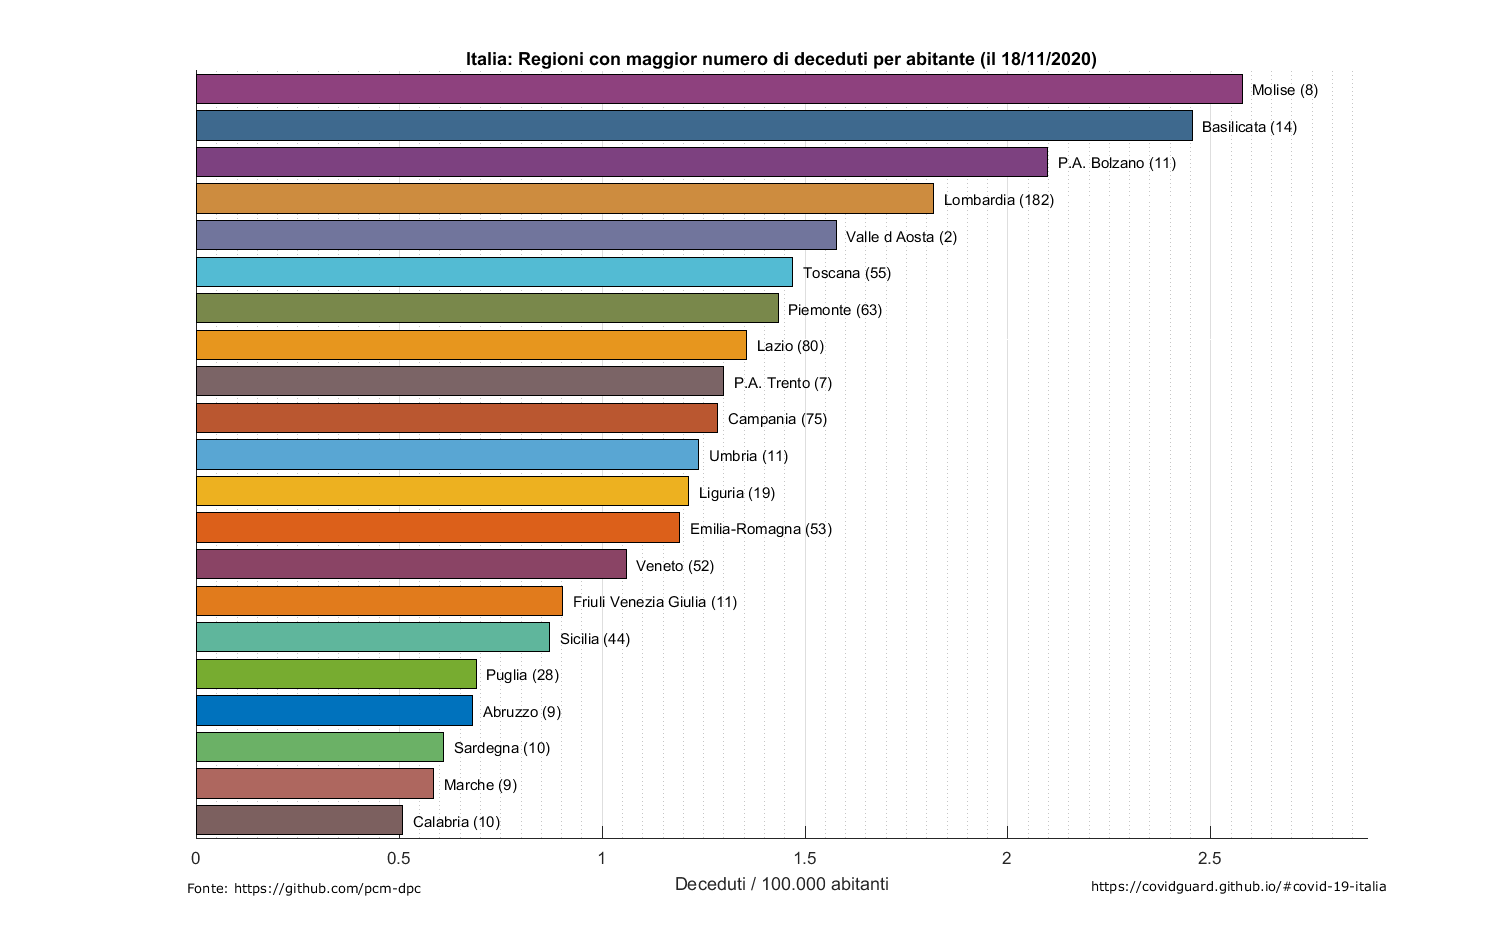 Italia: Regioni con maggior numero di deceduti per abitante (il 18/11/2020)
Molise (8)
Basilicata (14)
P.A. Bolzano (11)
Lombardia (182)
Valle d Aosta (2)
Toscana (55)
Piemonte (63)
Lazio (80)
P.A. Trento (7)
Campania (75)
Umbria (11)
Liguria (19)
Emilia-Romagna (53)
Veneto (52)
Friuli Venezia Giulia (11)
Sicilia (44)
Puglia (28)
Abruzzo (9)
Sardegna (10)
Marche (9)
Calabria (10)
0 0.5 1 1.5 2 2.5
Deceduti / 100.000 abitanti
Fonte: https://github.com/pcm-dpc
https://covidguard.github.io/#covid-19-italia